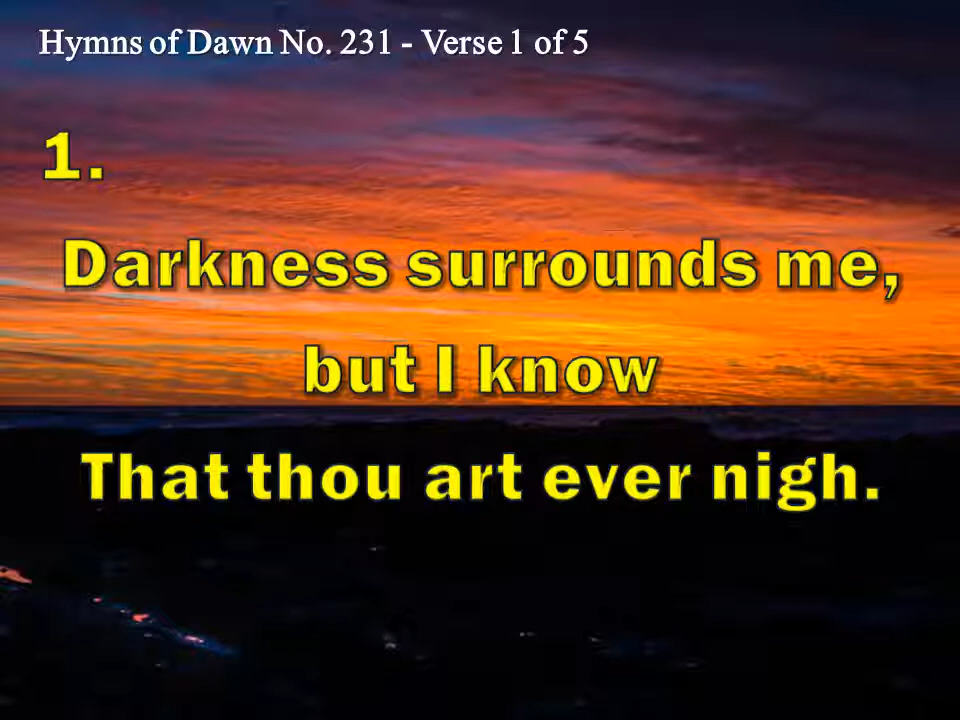 Hymns of Dawn No. 231 - Verse 1 of 5
1.
Darkness surrounds me,
but I know
That thou art ever nigh.